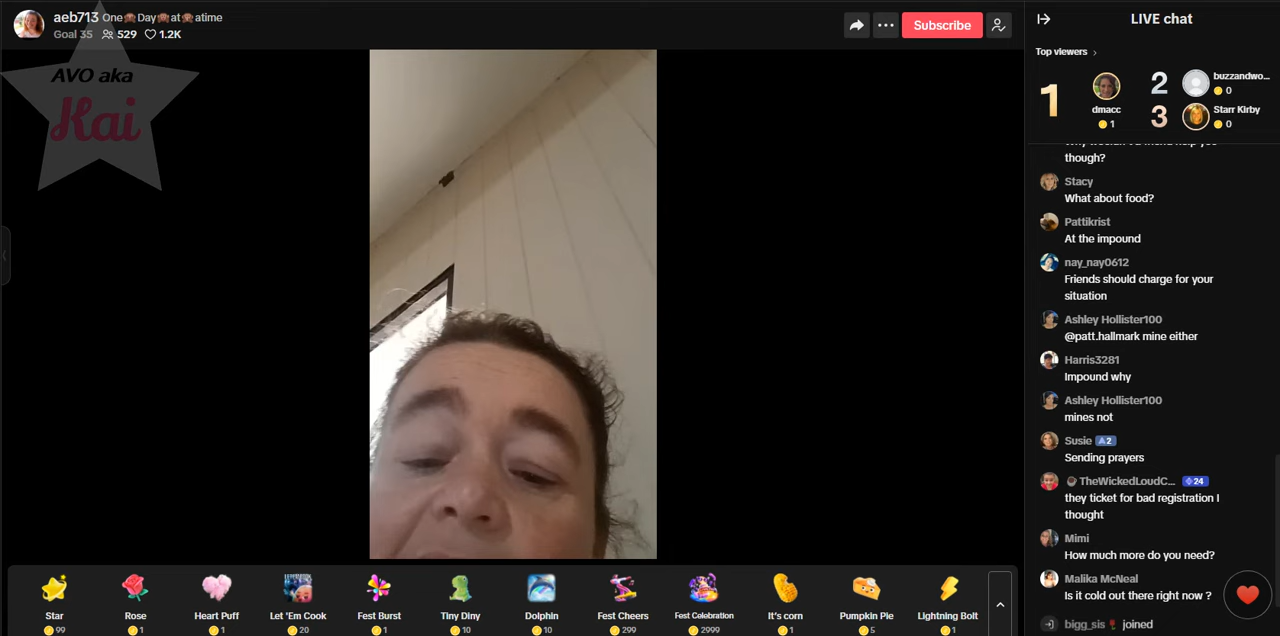 aeb713 One🙈Day🙈at🙈atime
Goal 35 529 1.2K
AVO aka
Kai
Subscribe
LIVE chat
Top viewers
1
dmacc
1
2
buzzandwo...
0
3
Starr Kirby
0
though?
Stacy
What about food?
Pattikrist
At the impound
nay_nay0612
Friends should charge for your
situation
Ashley Hollister100
@patt.hallmark mine either
Harris3281
Impound why
Ashley Hollister100
mines not
Susie 2
Sending prayers
TheWickedLoudC... 24
they ticket for bad registration I
thought
Mimi
How much more do you need?
Malika McNeal
Is it cold out there right now ?
bigg_sis🌹 joined
Star
99
Rose
1
Heart Puff
1
Let 'Em Cook
20
Fest Burst
1
Tiny Diny
10
Dolphin
10
Fest Cheers
299
Fest Celebration
2999
It's corn
1
Pumpkin Pie
5
Lightning Bolt
1